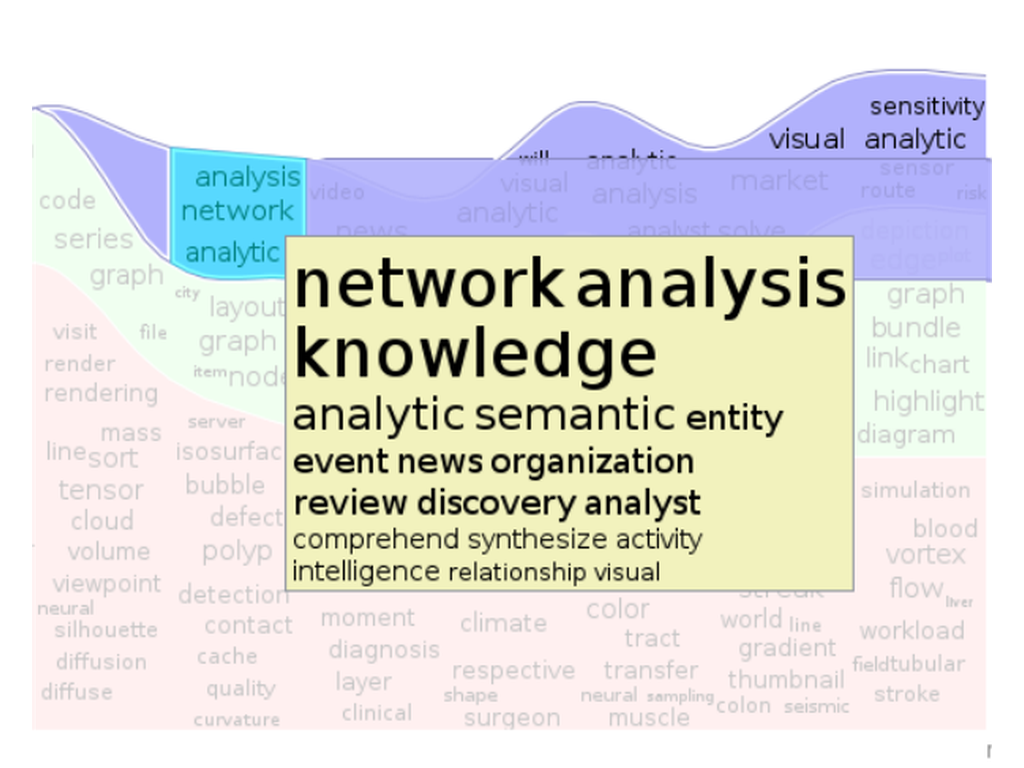 sensitivity
visual analytic
will analytic
analysis
network
analytic
video
visual
analytic
analysis
market
sensor
route
risk
news
analyst solve
depiction
edge
code
series
graph
city
layout
graph
item node
visit file
render
rendering
mass
line sort
tensor
cloud
volume
viewpoint
neural
silhouette
diffusion
diffuse
server
bubble
defect
polyp
detection
contact
cache
quality
curvature
network analysis
knowledge
analytic semantic entity
event news organization
review discovery analyst
comprehend synthesize activity
intelligence relationship visual
moment
diagnosis
layer
clinical
climate
respective
shape
surgeon
color
tract
transfer
neural sampling
muscle
world line
gradient
thumbnail
colon seismic
graph
bundle
link chart
highlight
diagram
simulation
blood
vortex
flow
liver
workload
field tubular
stroke